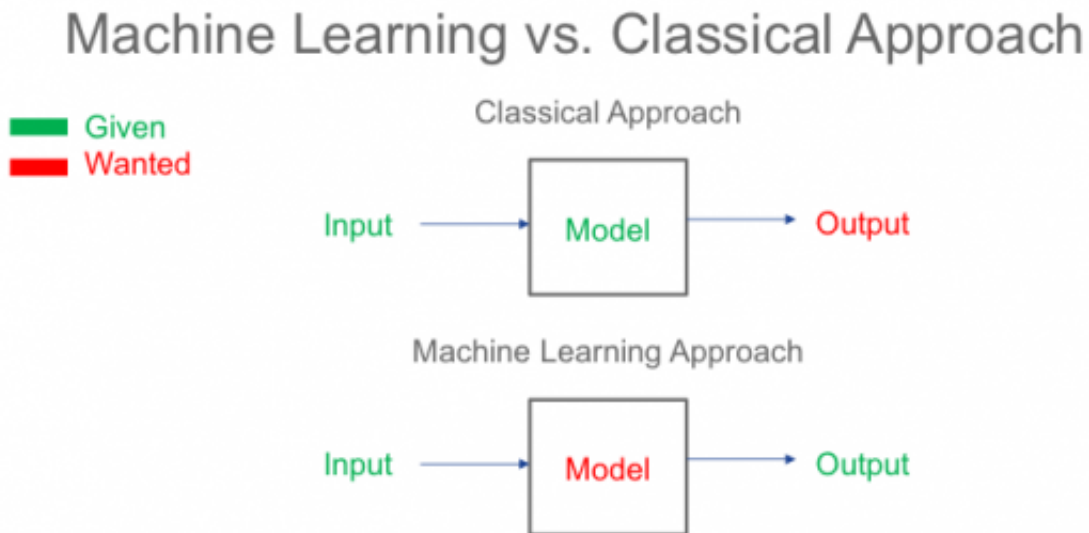 Machine Learning vs. Classical Approach
Given
Wanted
Classical Approach
Input
Model
Output
Machine Learning Approach
Input
Model
Output